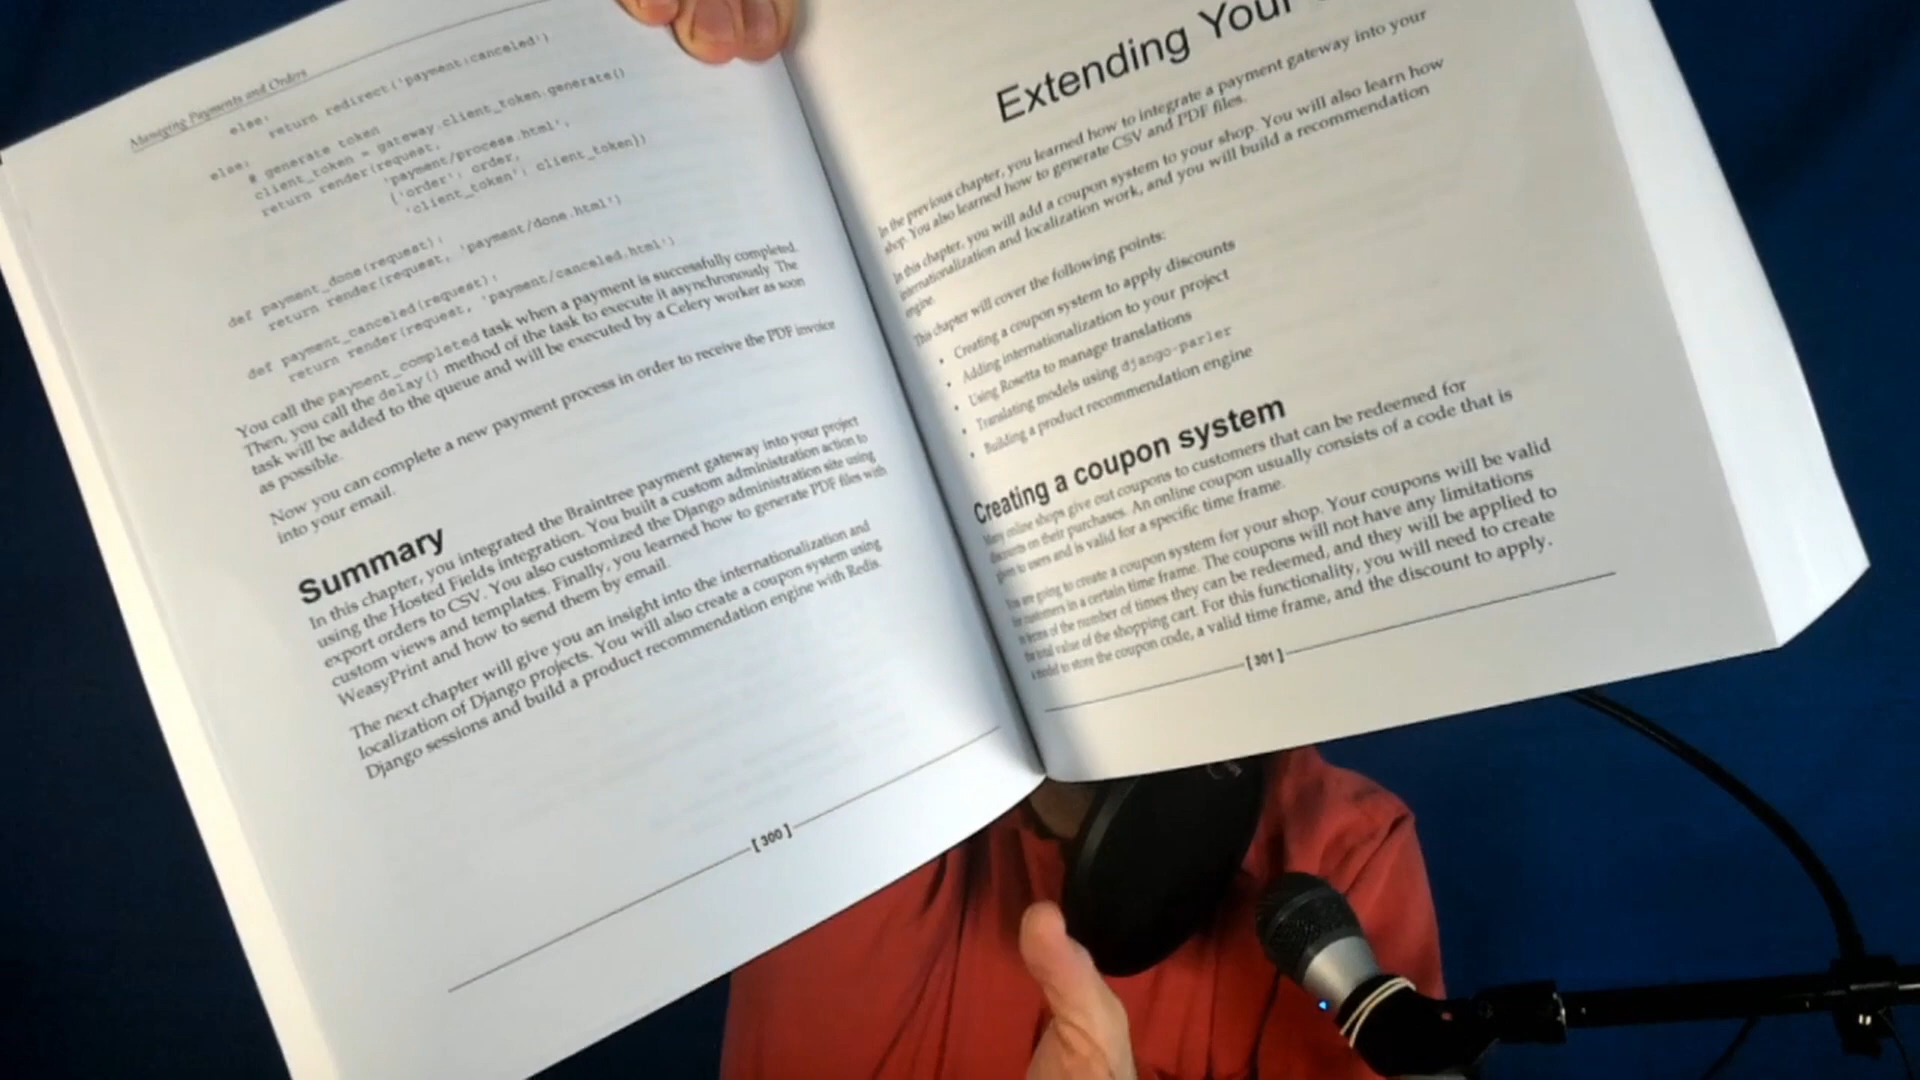 Managing Payments and Orders
else:
return redirect('payment:canceled')
else:
# generate token
client_token = gateway.client_token.generate()
return render(request,
'payment/process.html',
{'order': order,
'client_token': client_token})
def payment_done(request):
return render(request, 'payment/done.html')
def payment_canceled(request):
return render(request, 'payment/canceled.html')
You call the payment_completed task when a payment is successfully completed.
Then, you call the delay() method of the task to execute it asynchronously. The
task will be added to the queue and will be executed by a Celery worker as soon
as possible.
Now you can complete a new payment process in order to receive the PDF invoice
into your email.
Summary
In this chapter, you integrated the Braintree payment gateway into your project
using the Hosted Fields integration. You built a custom administration action to
export orders to CSV. You also customized the Django administration site using
custom views and templates. Finally, you learned how to generate PDF files with
WeasyPrint and how to send them by email.
The next chapter will give you an insight into the internationalization and
localization of Django projects. You will also create a coupon system using
Django sessions and build a product recommendation engine with Redis.
[ 300 ]
Extending Your
In the previous chapter, you learned how to integrate a payment gateway into your
shop. You also learned how to generate CSV and PDF files.
In this chapter, you will add a coupon system to your shop. You will also learn how
internationalization and localization work, and you will build a recommendation
engine.
This chapter will cover the following points:
• Creating a coupon system to apply discounts
• Adding internationalization to your project
• Using Rosetta to manage translations
• Translating models using django-parler
• Building a product recommendation engine
Creating a coupon system
Many online shops give out coupons to customers that can be redeemed for
discounts on their purchases. An online coupon usually consists of a code that is
given to users and is valid for a specific time frame.
You are going to create a coupon system for your shop. Your coupons will be valid
for customers in a certain time frame. The coupons will not have any limitations
in terms of the number of times they can be redeemed, and they will be applied to
the total value of the shopping cart. For this functionality, you will need to create
a model to store the coupon code, a valid time frame, and the discount to apply.
[ 301 ]